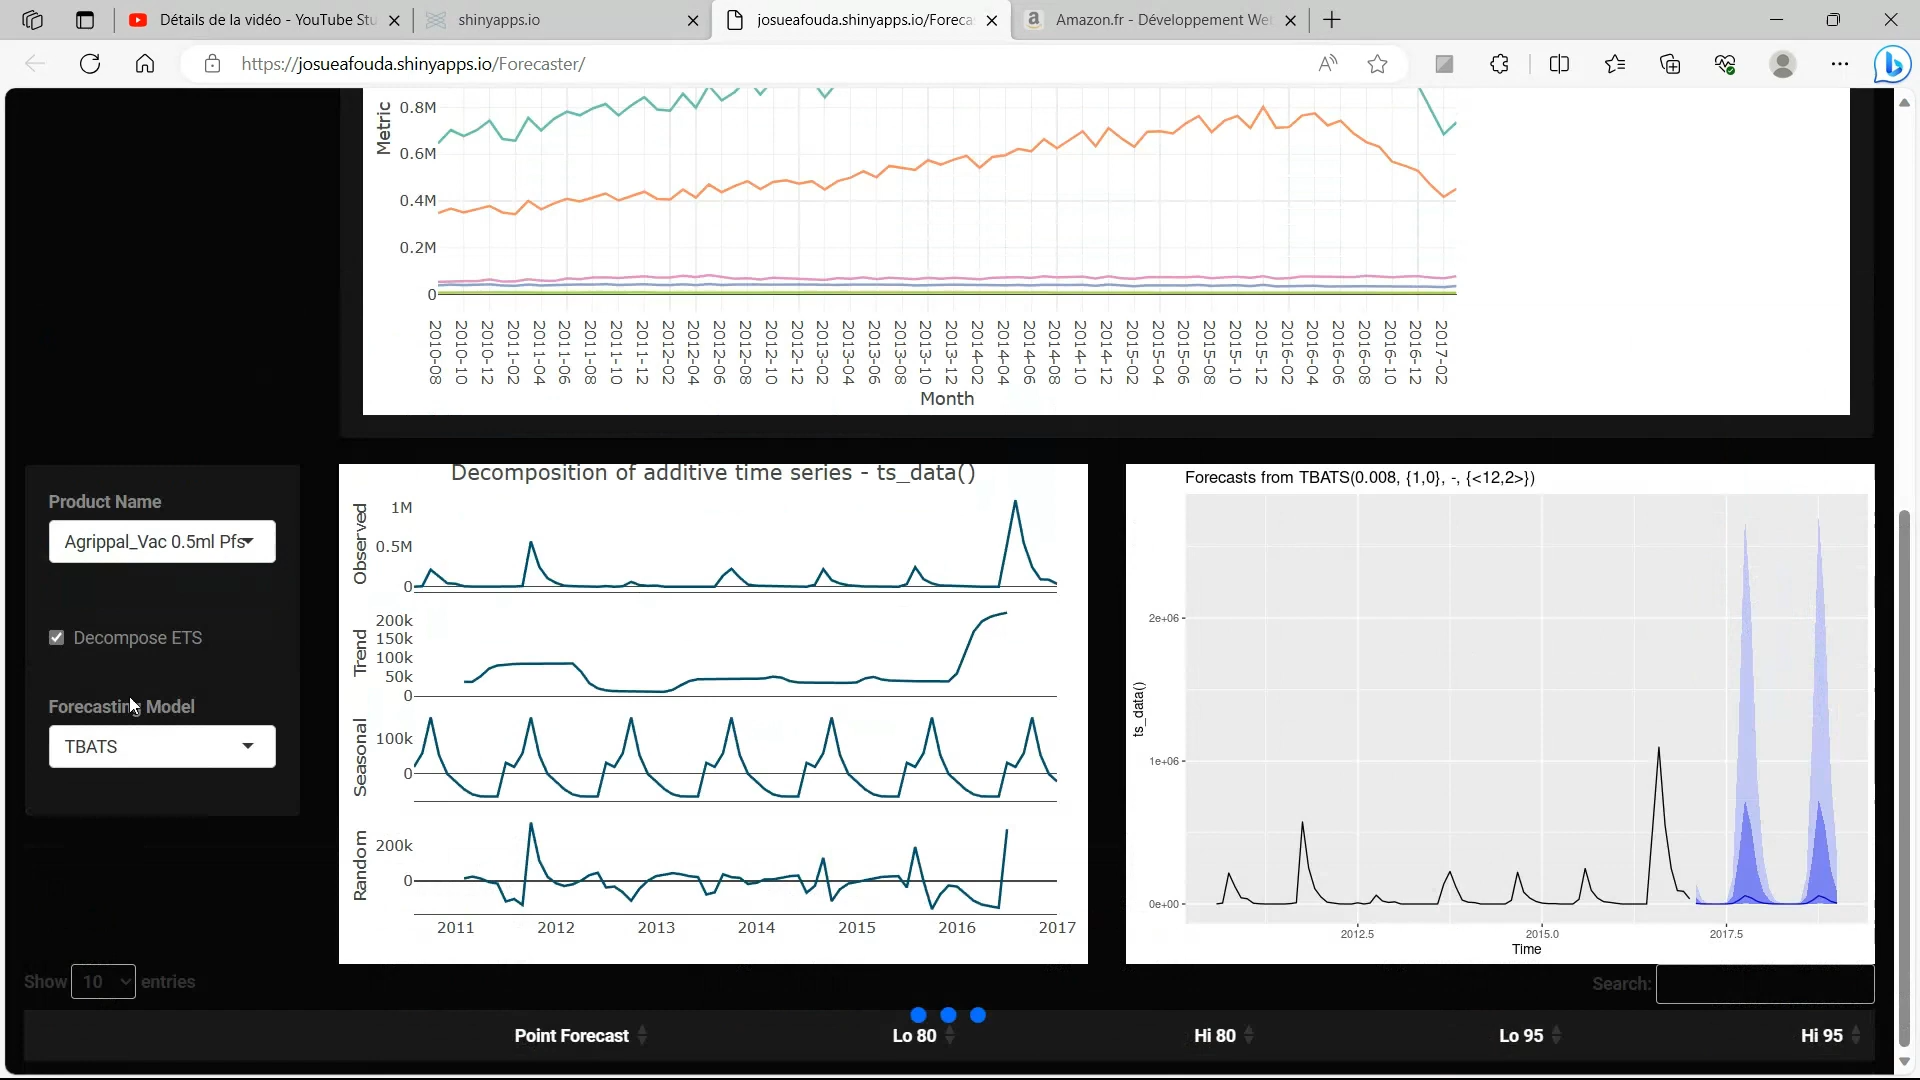 Détails de la vidéo - YouTube Stu
shinyapps.io
josueafouda.shinyapps.io/Foreca
Amazon.fr - Développement We
https://josueafouda.shinyapps.io/Forecaster/
Metric
0.8M
0.6M
0.4M
0.2M
0
2010-08 2010-10 2010-12 2011-02 2011-04 2011-06 2011-08 2011-10 2011-12 2012-02 2012-04 2012-06 2012-08 2012-10 2012-12 2013-02 2013-04 2013-06 2013-08 2013-10 2013-12 2014-02 2014-04 2014-06 2014-08 2014-10 2014-12 2015-02 2015-04 2015-06 2015-08 2015-10 2015-12 2016-02 2016-04 2016-06 2016-08 2016-10 2016-12 2017-02
Month
Product Name
Agrippal_Vac 0.5ml Pfs
Decompose ETS
Forecasting Model
TBATS
Decomposition of additive time series - ts_data()
Observed
1M
0.5M
0
Trend
200k
150k
100k
50k
0
Seasonal
100k
0
Random
200k
0
2011 2012 2013 2014 2015 2016 2017
Forecasts from TBATS(0.008, {1,0}, -, {<12,2>})
ts_data()
2e+06
1e+06
0e+00
2012.5 2015.0 2017.5
Time
Show 10 entries
Search:
Point Forecast Lo 80 Hi 80 Lo 95 Hi 95